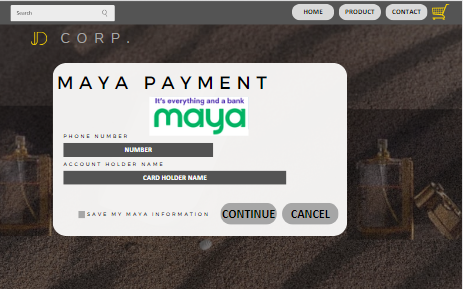 Search
HOME
PRODUCT
CONTACT
JD CORP.
MAYA PAYMENT
It's everything and a bank
maya
PHONE NUMBER
NUMBER
ACCOUNT HOLDER NAME
CARD HOLDER NAME
SAVE MY MAYA INFORMATION
CONTINUE
CANCEL